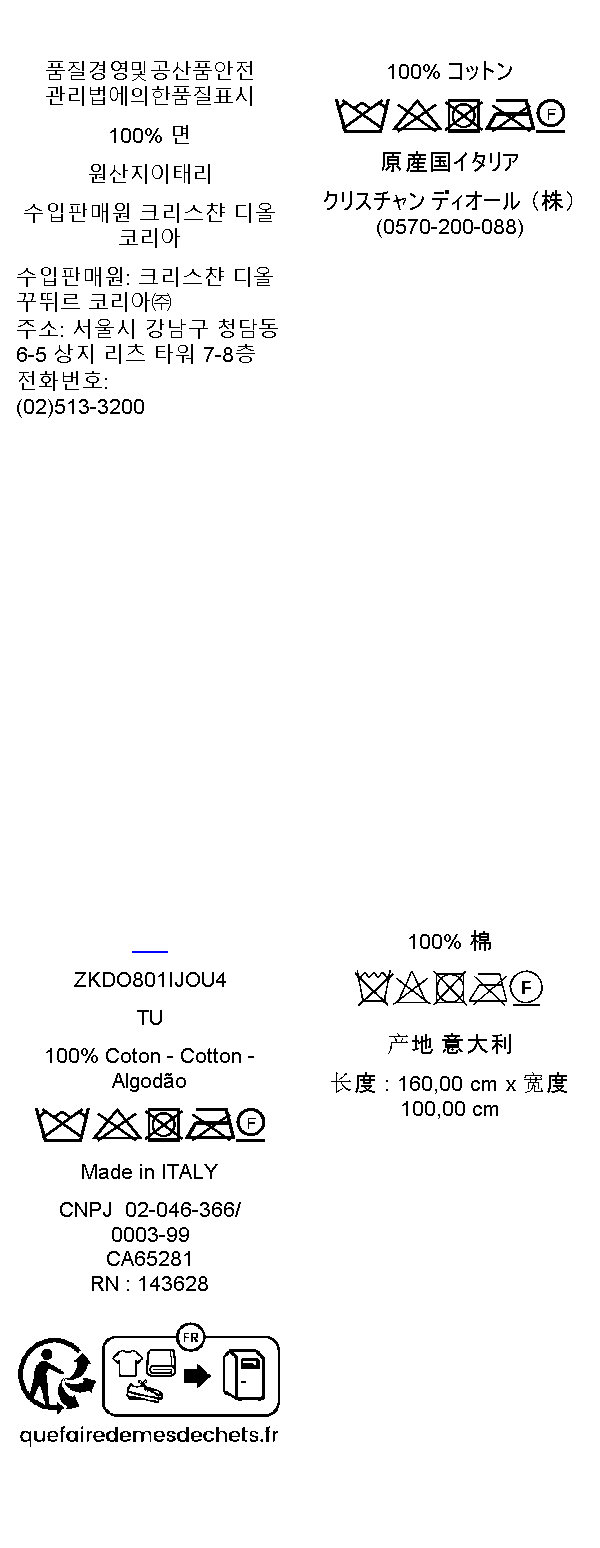 품질경영및공산품안전
관리법에의한품질표시
100% 면
원산지이태리
수입판매원 크리스챤 디올
코리아
수입판매원: 크리스챤 디올
꾸뛰르 코리아㈜
주소: 서울시 강남구 청담동
6-5 상지 리츠 타워 7-8층
전화번호:
(02)513-3200
100% コットン
F
原産国イタリア
クリスチャン ディオール（株）
(0570-200-088)
ZKDO801IJOU4
TU
100% Coton - Cotton -
Algodão
F
Made in ITALY
CNPJ  02-046-366/
0003-99
CA65281
RN : 143628
FR
quefairedemesdechets.fr
100% 棉
F
产地 意大利
长度 : 160,00 cm x 宽度
100,00 cm